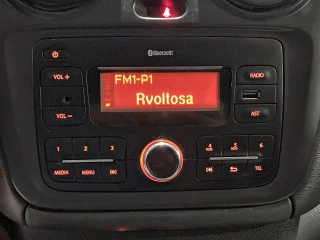 Bluetooth
VOL +
FM1-P1
RADIO
Rvoltosa
VOL -
AST
1 2 3
4 5 6
MEDIA MENU
TEL